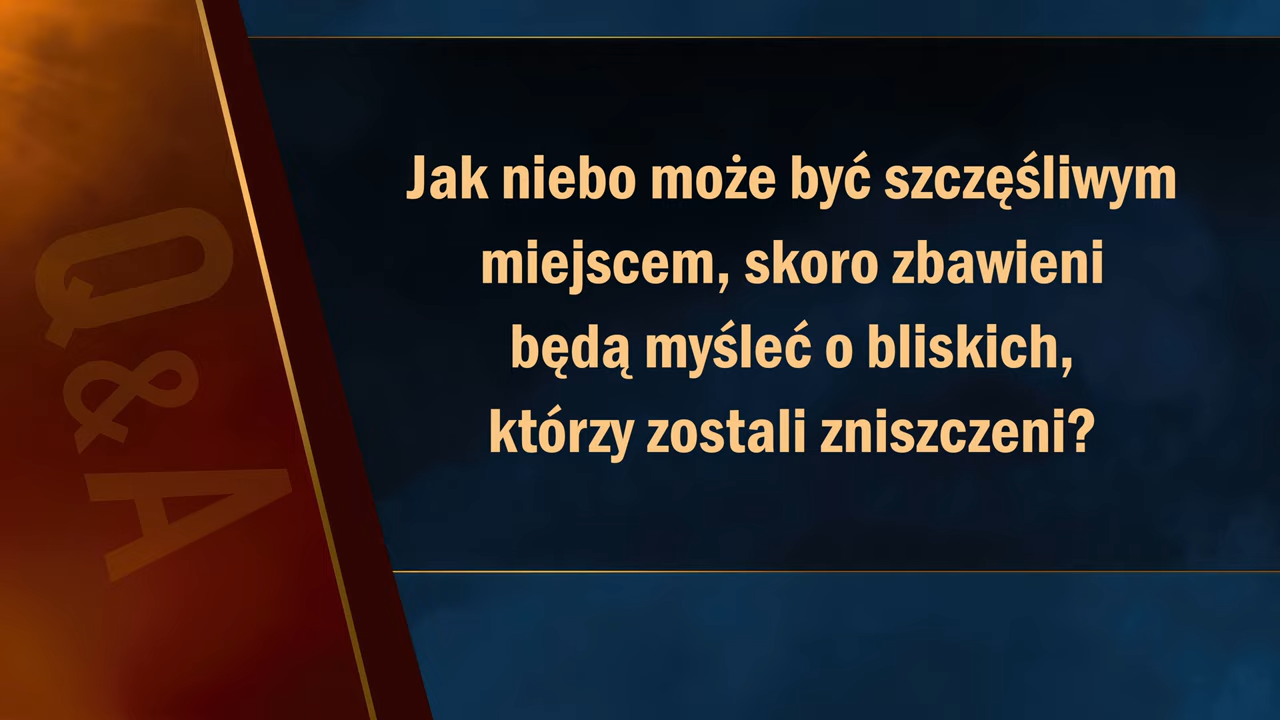 Q & A
Jak niebo może być szczęśliwym
miejscem, skoro zbawieni
będą myśleć o bliskich,
którzy zostali zniszczeni?